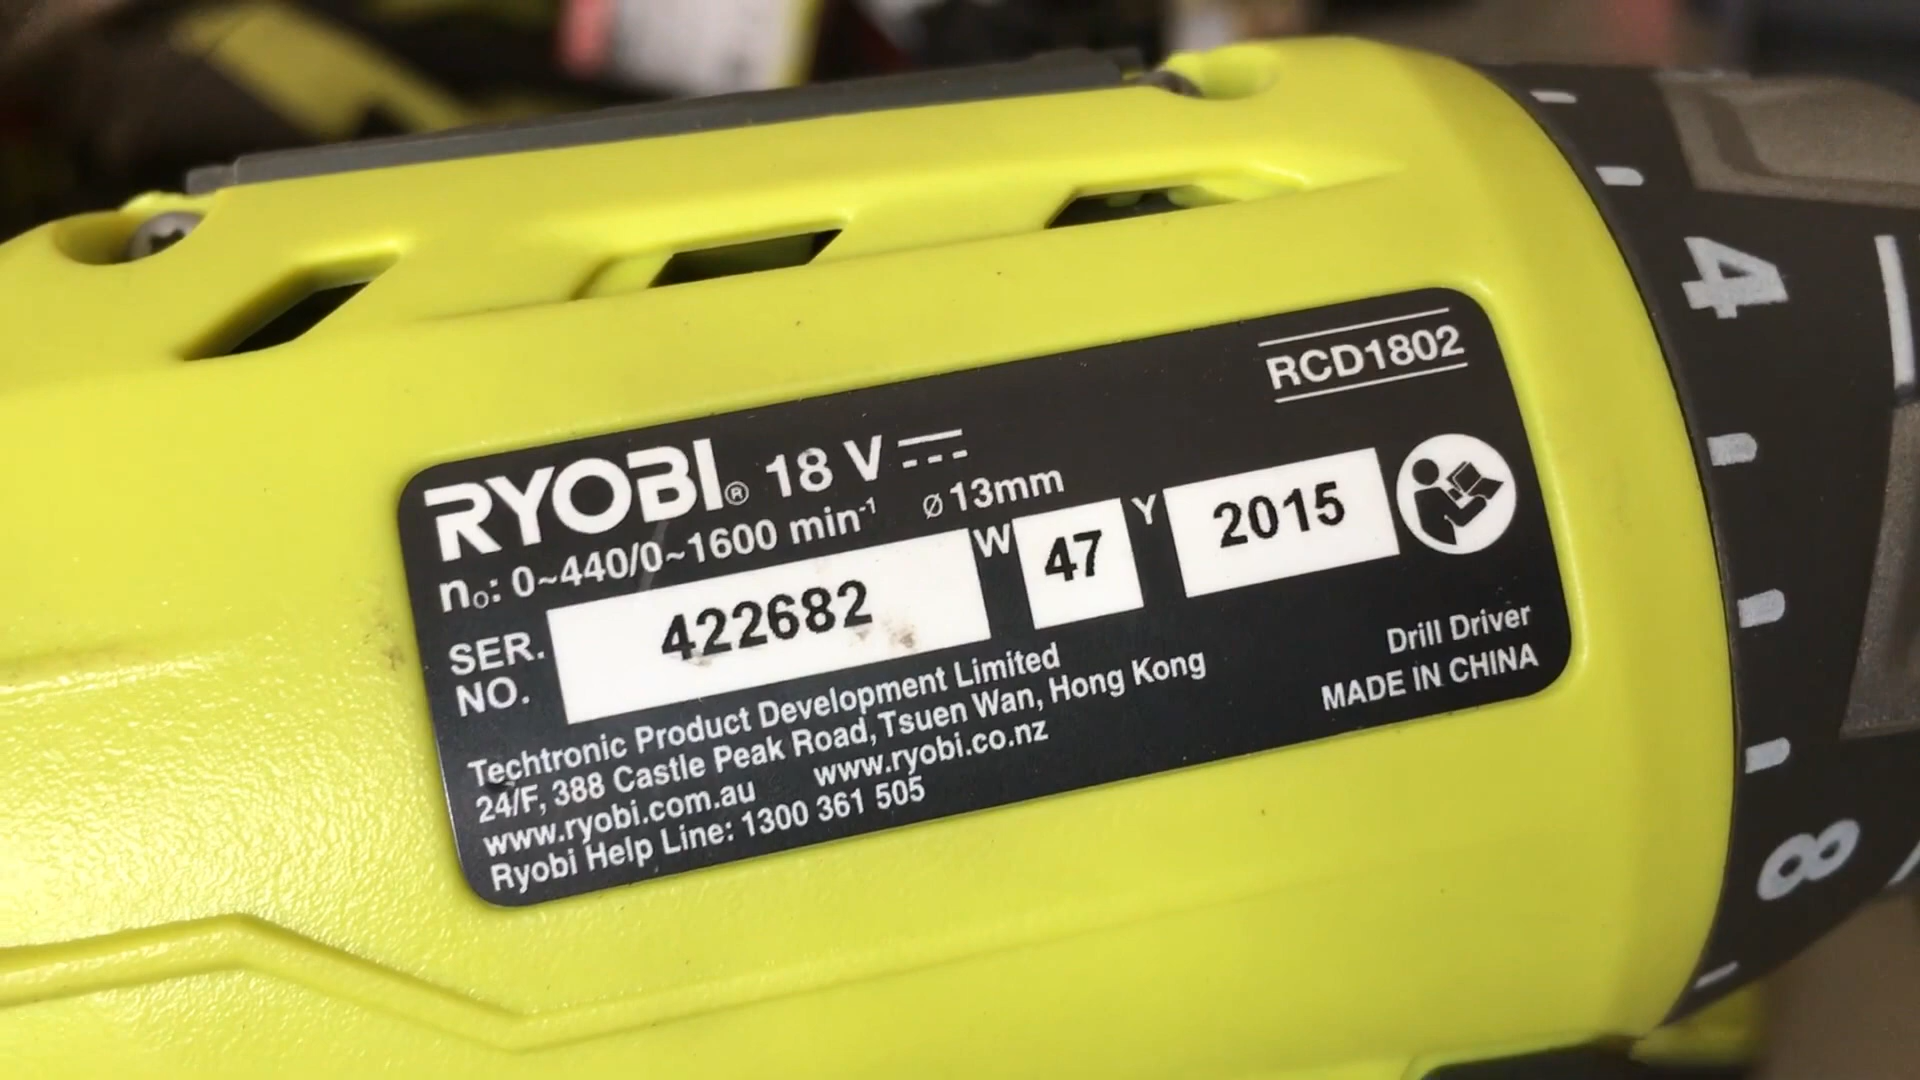 RCD1802
RYOBI® 18 V
n₀: 0~440/0~1600 min⁻¹ ⌀13mm
SER. NO. 422682 W 47 Y 2015
Techtronic Product Development Limited
24/F, 388 Castle Peak Road, Tsuen Wan, Hong Kong
www.ryobi.com.au www.ryobi.co.nz
Ryobi Help Line: 1300 361 505
Drill Driver
MADE IN CHINA
4
8